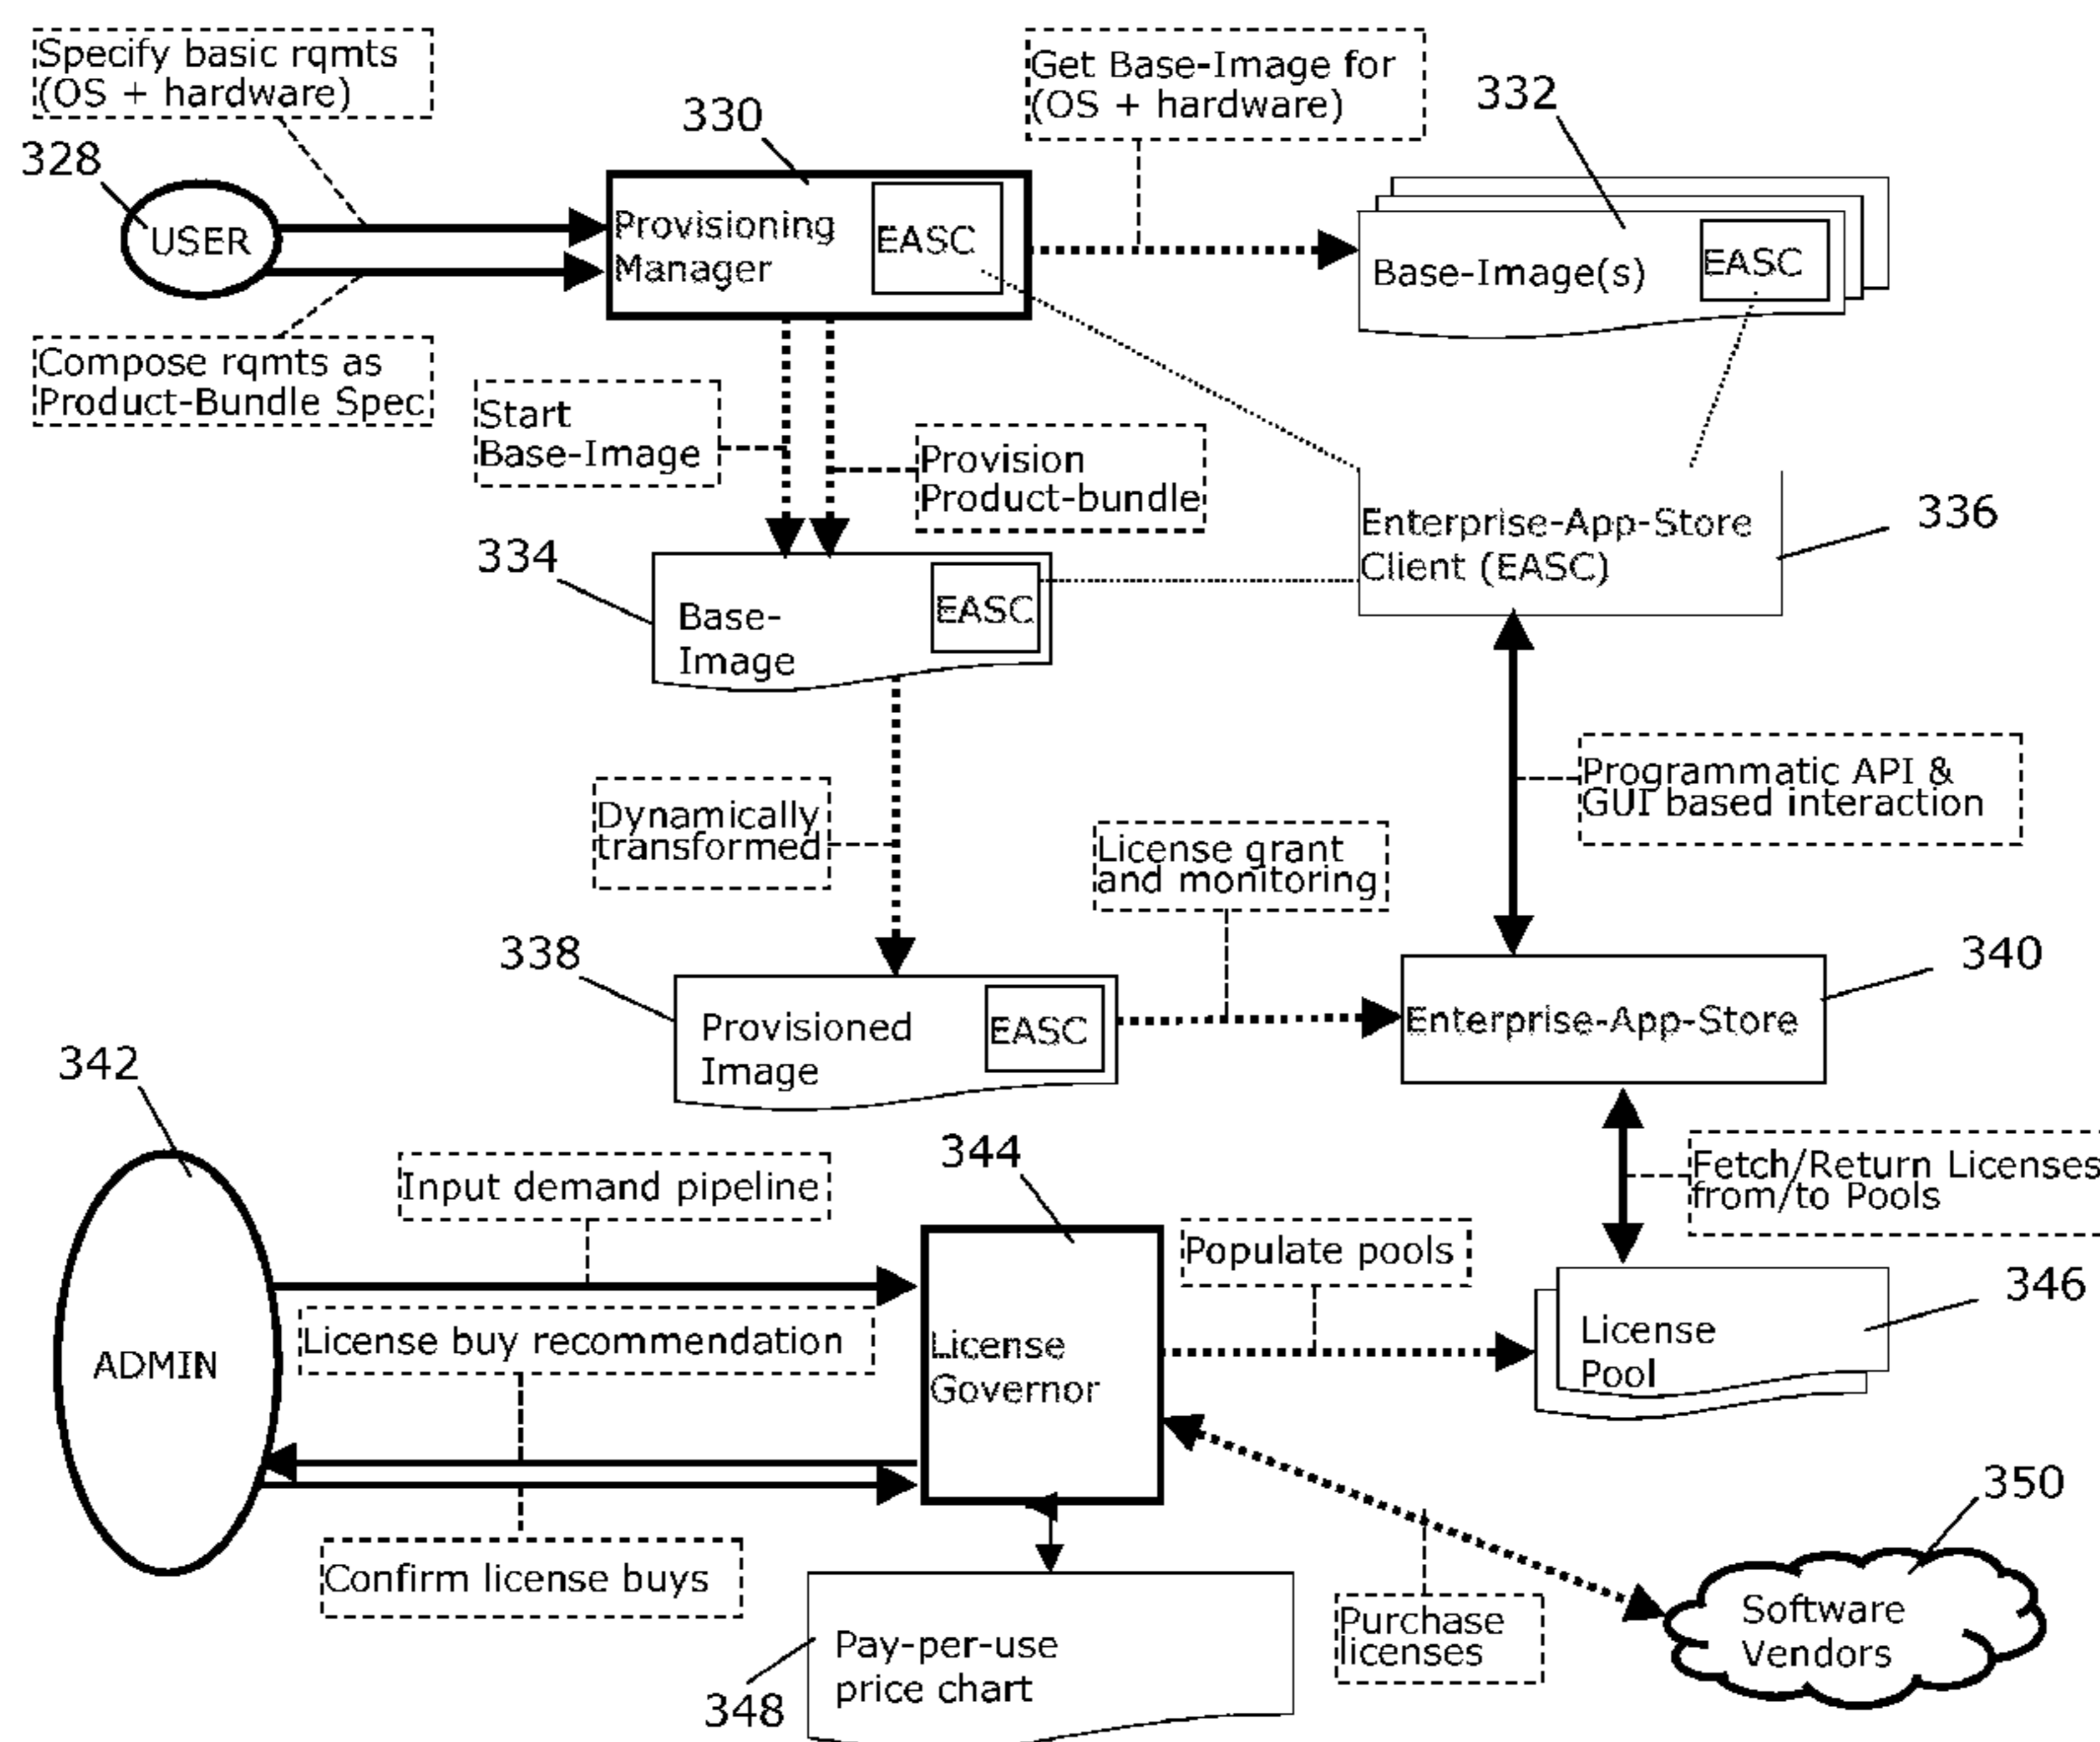 Specify basic rqmts
(OS + hardware)
328
USER
Compose rqmts as
Product-Bundle Spec
330
Provisioning
Manager
EASC
Get Base-Image for
(OS + hardware)
332
Base-Image(s)
EASC
Start
Base-Image
Provision
Product-bundle
334
Base-
Image
EASC
Enterprise-App-Store
Client (EASC)
336
Dynamically
transformed
Programmatic API &
GUI based interaction
License grant
and monitoring
338
Provisioned
Image
EASC
340
Enterprise-App-Store
342
ADMIN
Input demand pipeline
License buy recommendation
Confirm license buys
344
License
Governor
Populate pools
Fetch/Return Licenses
from/to Pools
346
License
Pool
348
Pay-per-use
price chart
Purchase
licenses
350
Software
Vendors